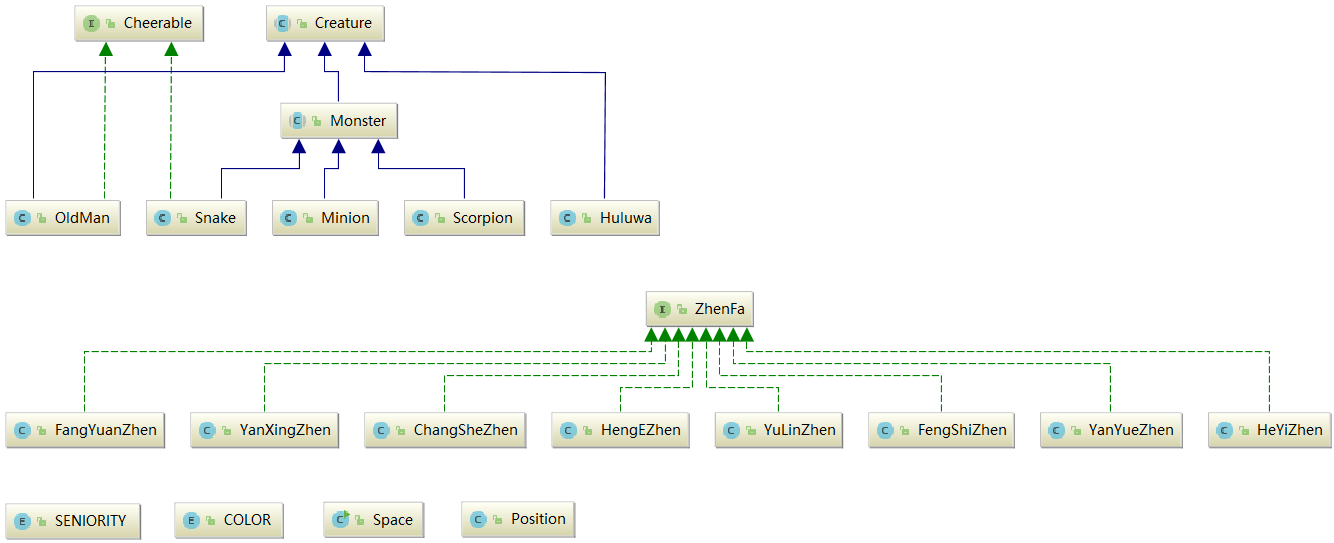 Cheerable
Creature
Monster
OldMan
Snake
Minion
Scorpion
Huluwa
ZhenFa
FangYuanZhen
YanXingZhen
ChangSheZhen
HengEZhen
YuLinZhen
FengShiZhen
YanYueZhen
HeYiZhen
SENIORITY
COLOR
Space
Position